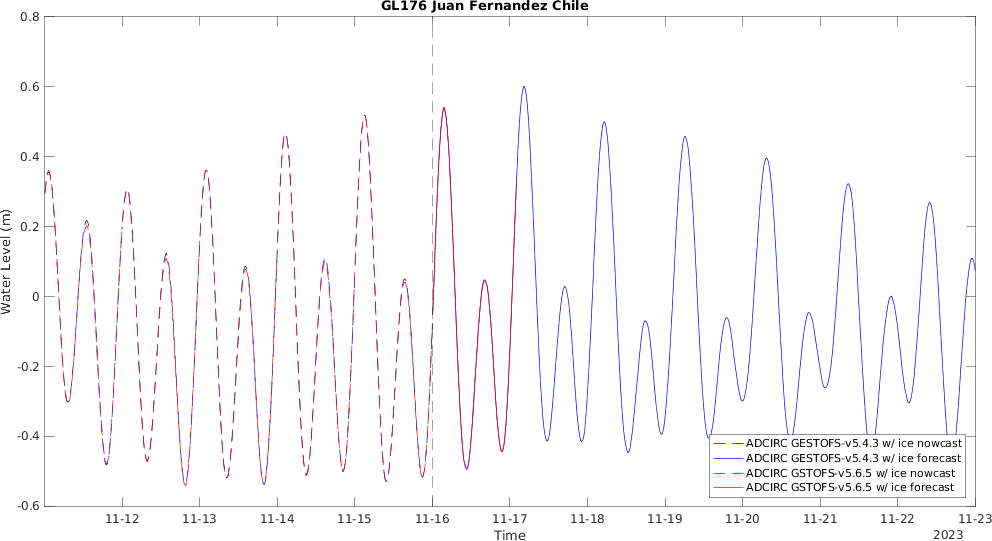 GL176 Juan Fernandez Chile
0.8
0.6
0.4
0.2
0
-0.2
-0.4
-0.6
Water Level (m)
ADCIRC GESTOFS-v5.4.3 w/ ice nowcast
ADCIRC GESTOFS-v5.4.3 w/ ice forecast
ADCIRC GSTOFS-v5.6.5 w/ ice nowcast
ADCIRC GSTOFS-v5.6.5 w/ ice forecast
11-12 11-13 11-14 11-15 11-16 11-17 11-18 11-19 11-20 11-21 11-22 11-23
Time
2023